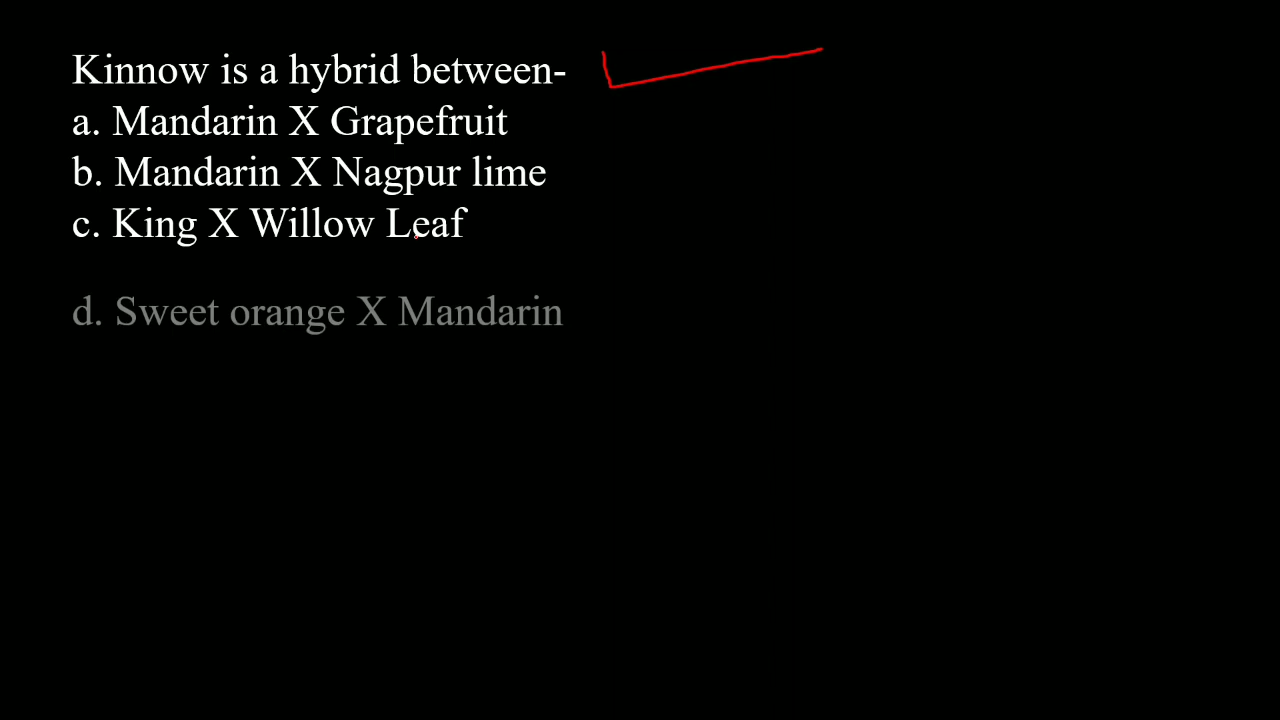 Kinnow is a hybrid between-
a. Mandarin X Grapefruit
b. Mandarin X Nagpur lime
c. King X Willow Leaf
d. Sweet orange X Mandarin